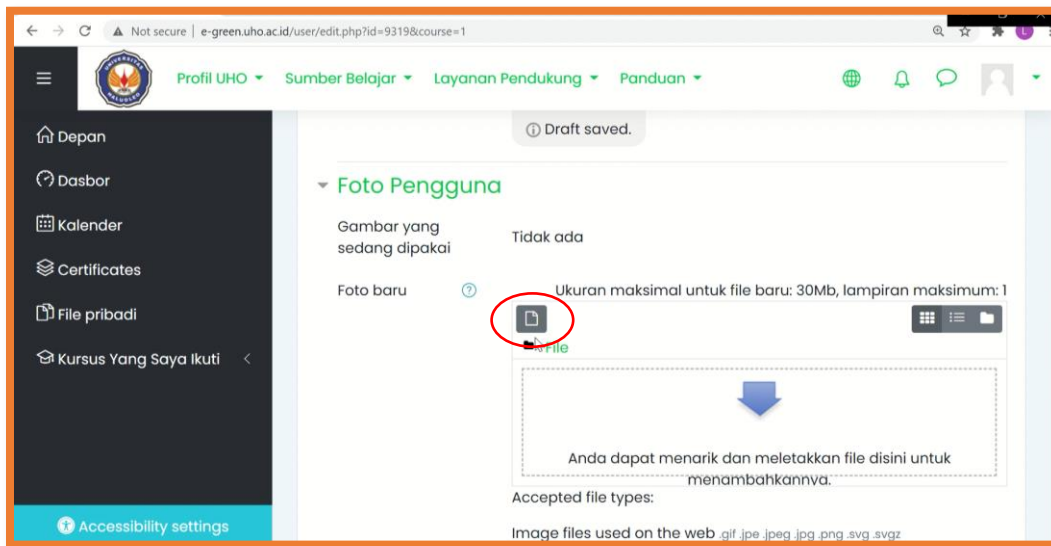 Not secure | e-green.uho.ac.id/user/edit.php?id=9319&course=1
Profil UHO Sumber Belajar Layanan Pendukung Panduan
L
Depan
Dasbor
Kalender
Certificates
File pribadi
Kursus Yang Saya Ikuti
Accessibility settings
Draft saved.
Foto Pengguna
Gambar yang
sedang dipakai
Tidak ada
Foto baru
Ukuran maksimal untuk file baru: 30Mb, lampiran maksimum: 1
File
Anda dapat menarik dan meletakkan file disini untuk
menambahkannya.
Accepted file types:
Image files used on the web .gif .jpe .jpeg .jpg .png .svg .svgz